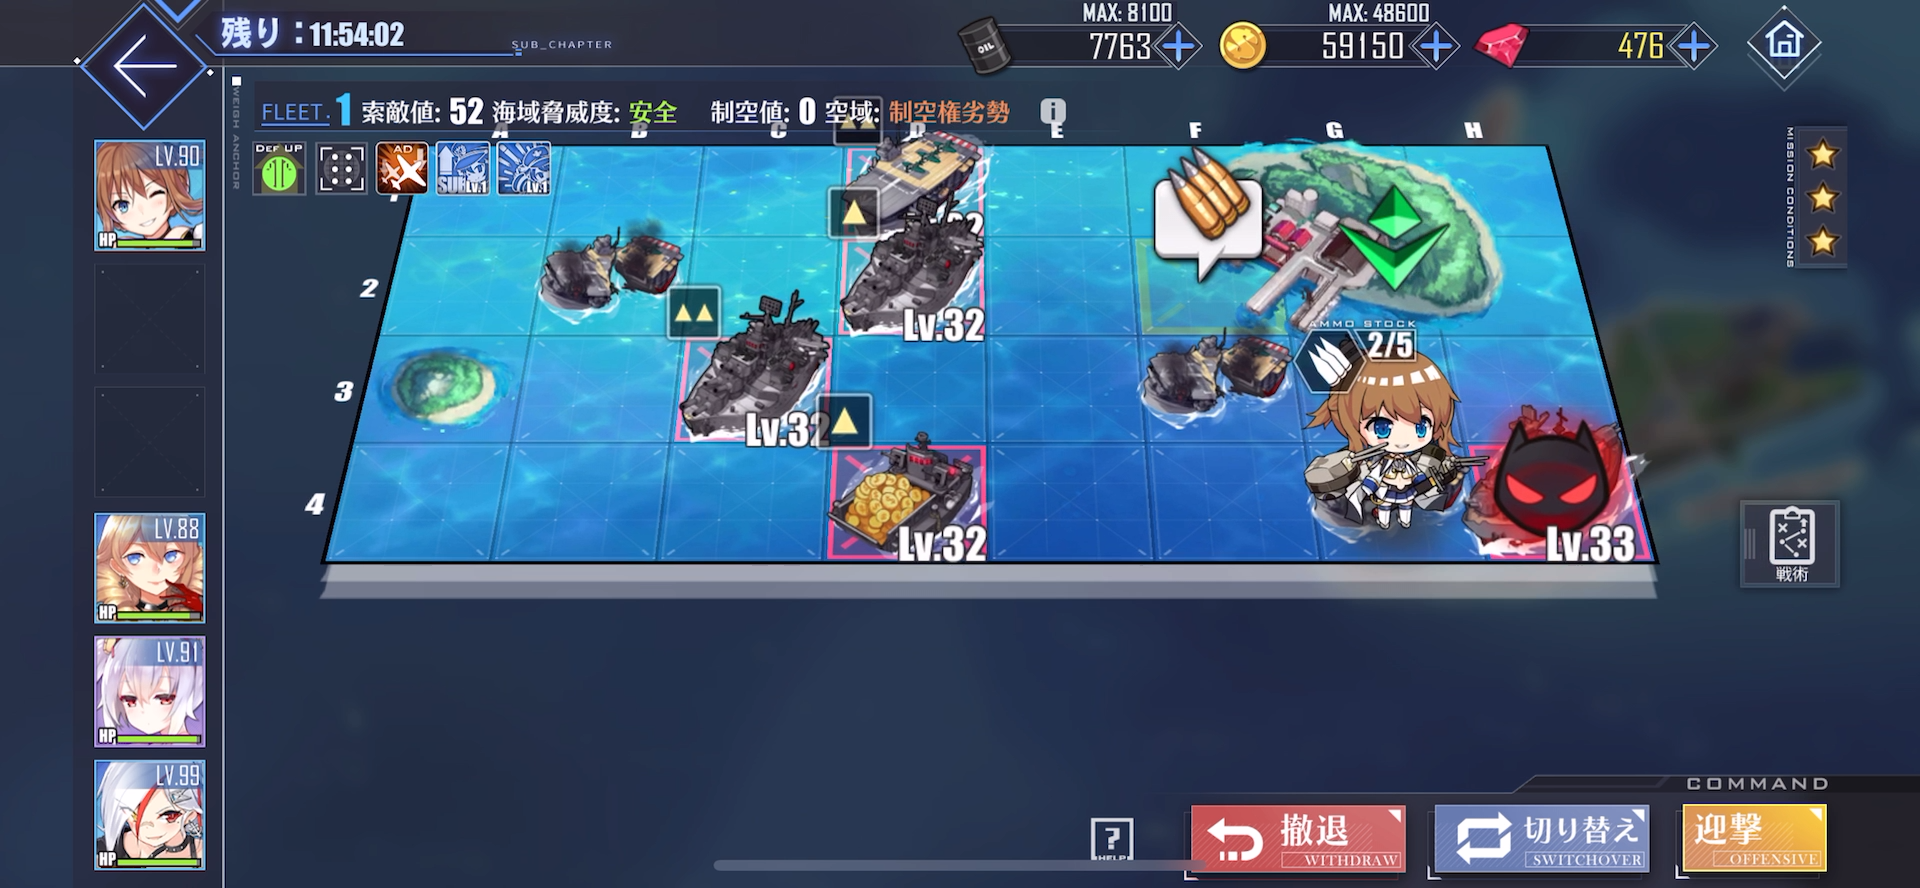 残り：11:54:02
SUB_CHAPTER
MAX: 8100
7763
MAX: 48600
59150
476
OIL
WEIGH ANCHOR
FLEET. 1 索敵値: 52 海域脅威度: 安全 制空値: 0 空域: 制空権劣勢 i
A B C D E F G H
DEF UP
AD
SUB Lv.1
Lv.1
LV.90
HP
2
3
4
Lv.32
Lv.32
Lv.32
Lv.33
AMMO STOCK
2/5
MISSION CONDITIONS
戦術
LV.88
HP
LV.91
HP
LV.99
HP
COMMAND
?
HELP
撤退
WITHDRAW
切り替え
SWITCHOVER
迎撃
OFFENSIVE